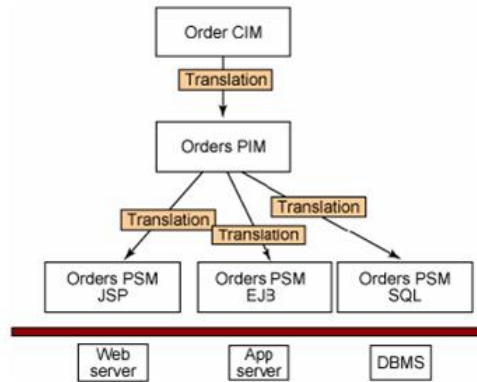 Order CIM
Translation
Orders PIM
Translation
Translation
Translation
Orders PSM
JSP
Orders PSM
EJB
Orders PSM
SQL
Web
server
App
server
DBMS